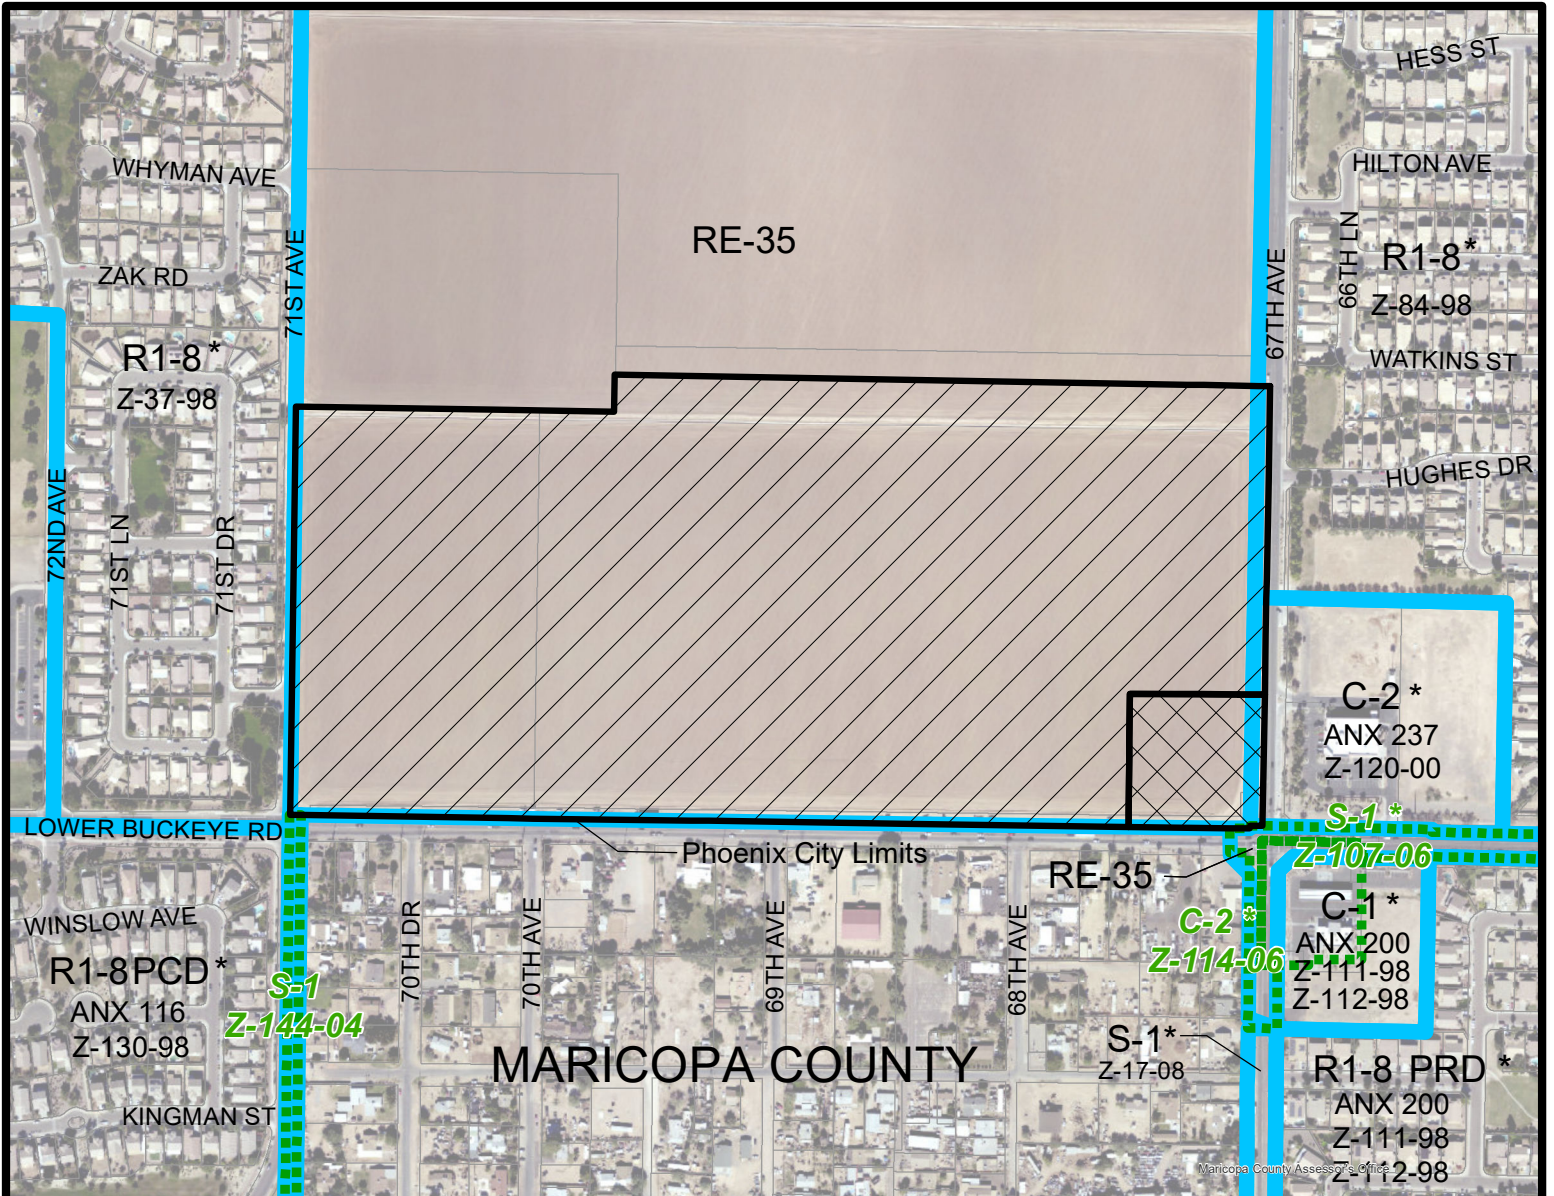 HESS ST
WHYMAN AVE
HILTON AVE
RE-35
71ST AVE
67TH AVE
66TH LN
R1-8*
Z-84-98
ZAK RD
R1-8*
Z-37-98
WATKINS ST
HUGHES DR
72ND AVE
71ST LN
71ST DR
C-2 *
ANX 237
Z-120-00
LOWER BUCKEYE RD
S-1 *
Z-107-06
Phoenix City Limits
RE-35
WINSLOW AVE
70TH DR
70TH AVE
69TH AVE
68TH AVE
C-2 *
Z-114-06
C-1 *
ANX 200
Z-111-98
Z-112-98
R1-8PCD*
ANX 116
Z-130-98
S-1
Z-144-04
MARICOPA COUNTY
S-1*
Z-17-08
R1-8 PRD *
ANX 200
Z-111-98
Z-112-98
KINGMAN ST
Maricopa County Assessor's Office